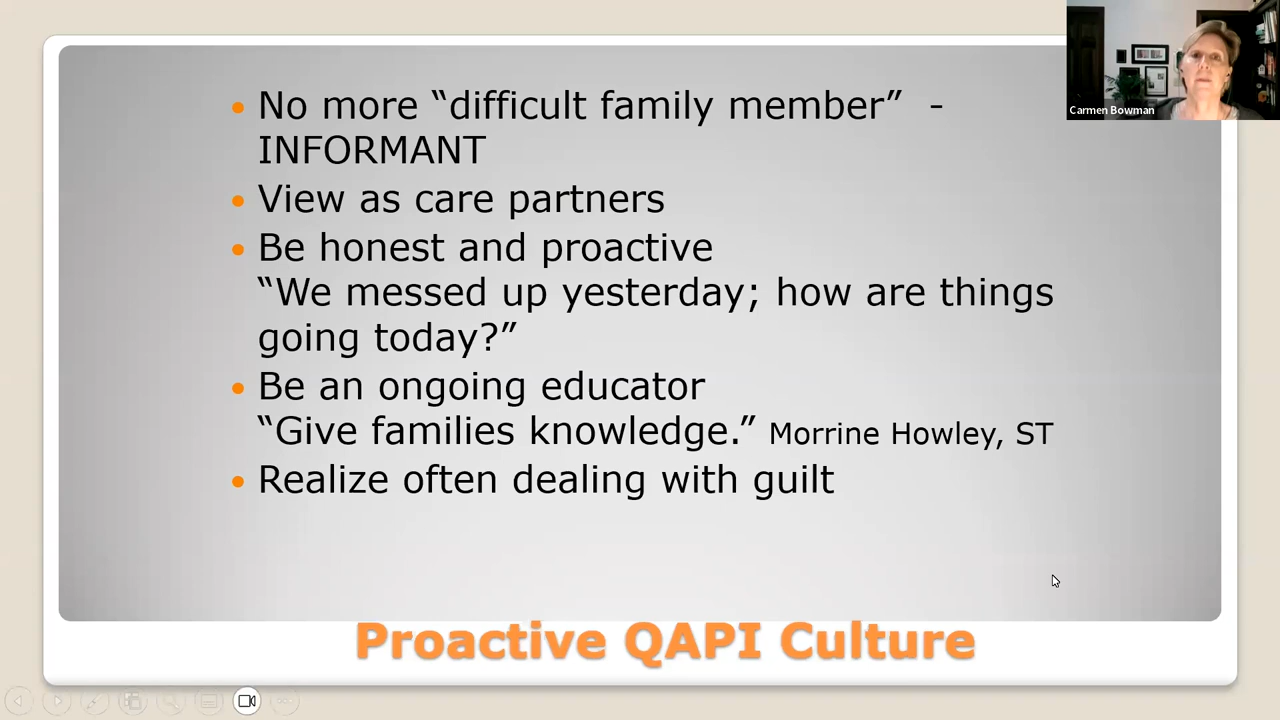 No more “difficult family member” -
INFORMANT
View as care partners
Be honest and proactive
“We messed up yesterday; how are things
going today?”
Be an ongoing educator
“Give families knowledge.” Morrine Howley, ST
Realize often dealing with guilt
Proactive QAPI Culture
Carmen Bowman